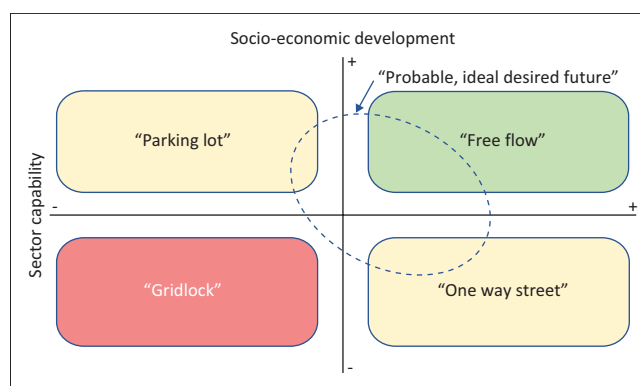 Socio-economic development
+
“Probable, ideal desired future”
“Parking lot”
“Free flow”
Sector capability
-
+
“Gridlock”
“One way street”
-